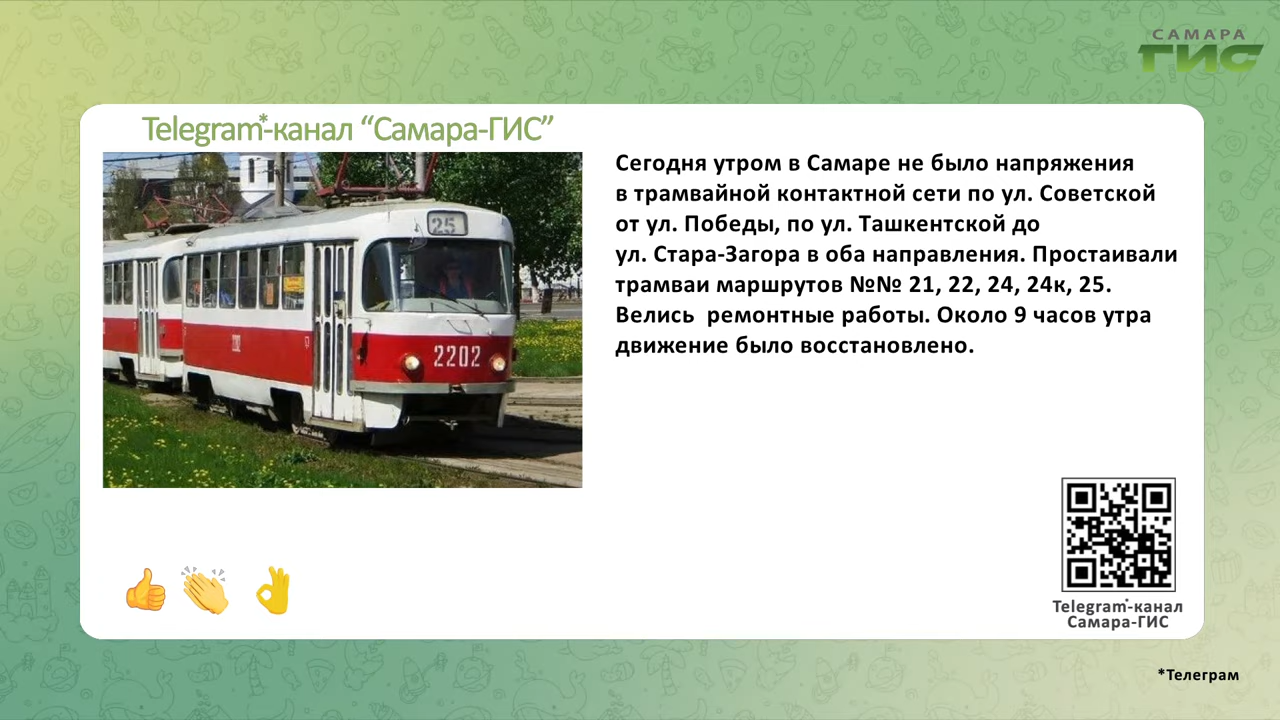 САМАРА
ГИС
Telegram*-канал “Самара-ГИС”
25
2202
2202
Сегодня утром в Самаре не было напряжения
в трамвайной контактной сети по ул. Советской
от ул. Победы, по ул. Ташкентской до
ул. Стара-Загора в оба направления. Простаивали
трамваи маршрутов №№ 21, 22, 24, 24к, 25.
Велись  ремонтные работы. Около 9 часов утра
движение было восстановлено.
Telegram*-канал
Самара-ГИС
*Телеграм